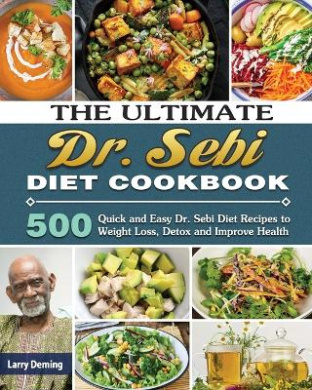 THE ULTIMATE
Dr. Sebi
DIET COOKBOOK
500
Quick and Easy Dr. Sebi Diet Recipes to
Weight Loss, Detox and Improve Health
Larry Deming